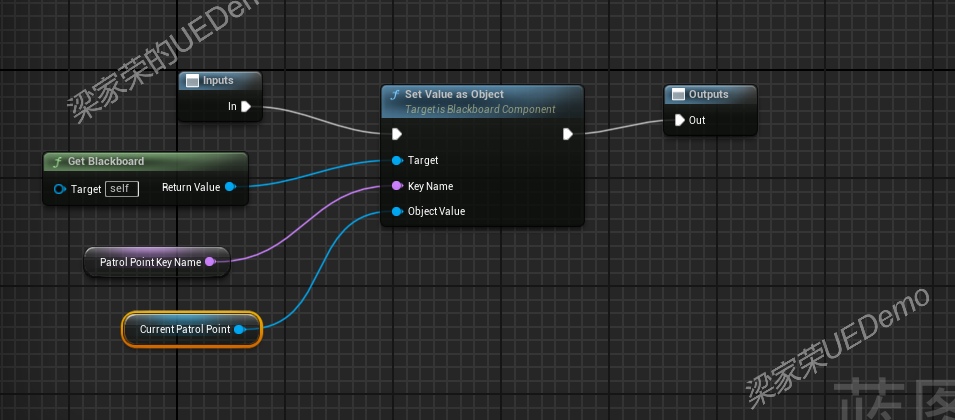 梁家荣的UEDemo
Inputs
In
f Set Value as Object
Target is Blackboard Component
Target
Key Name
Object Value
Outputs
Out
f Get Blackboard
Target self
Return Value
Patrol Point Key Name
Current Patrol Point
梁家荣UEDemo
蓝图